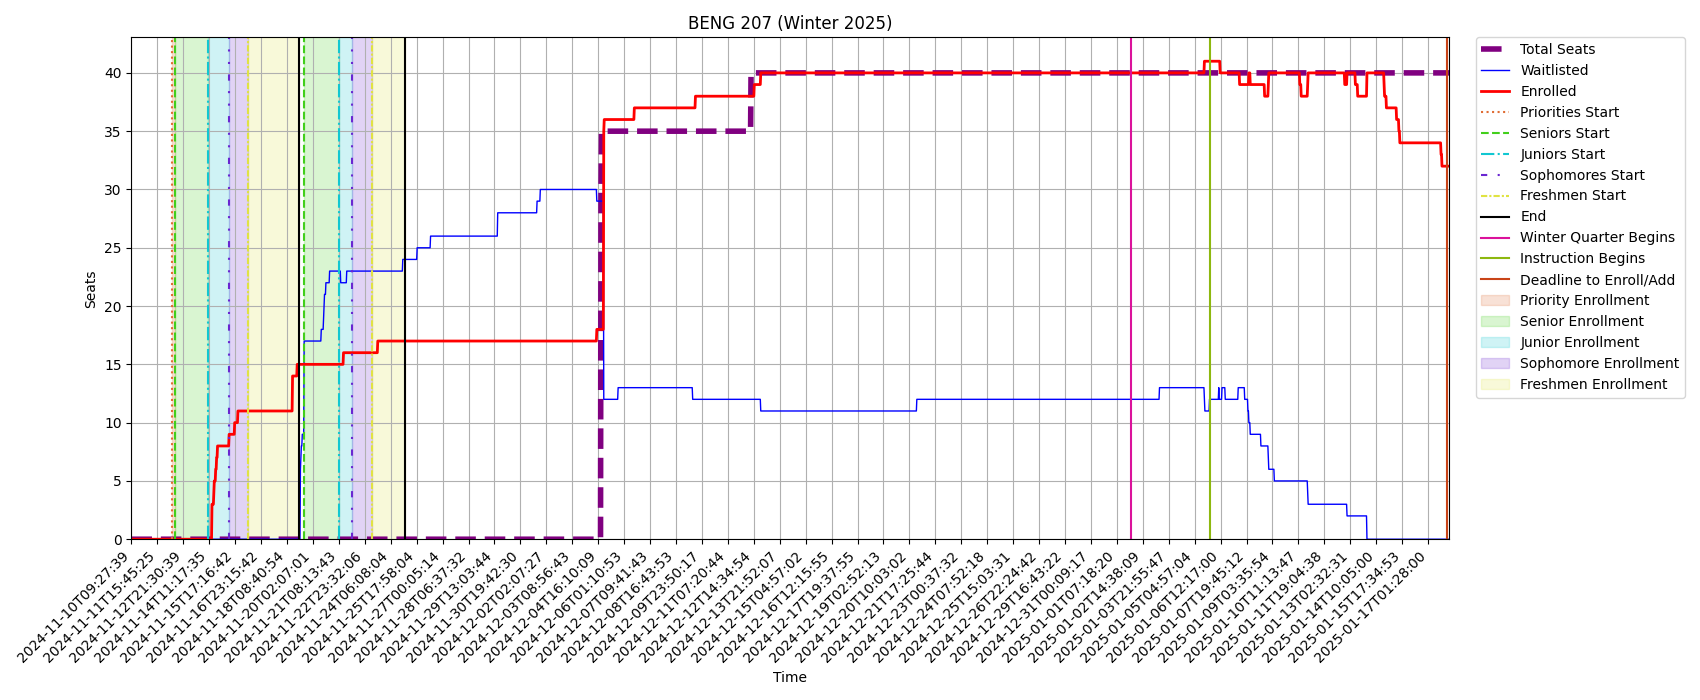 BENG 207 (Winter 2025)
Seats
40
35
30
25
20
15
10
5
0
2024-11-10T09:27:39
2024-11-11T15:45:25
2024-11-12T21:30:39
2024-11-14T11:17:35
2024-11-15T17:16:42
2024-11-16T23:15:42
2024-11-18T08:40:54
2024-11-20T02:07:01
2024-11-21T08:13:43
2024-11-22T23:32:06
2024-11-24T06:08:04
2024-11-25T17:58:04
2024-11-27T00:05:14
2024-11-28T06:37:32
2024-11-29T13:03:44
2024-11-30T19:42:30
2024-12-02T02:07:27
2024-12-03T08:56:43
2024-12-04T16:10:09
2024-12-06T01:10:53
2024-12-07T09:41:43
2024-12-08T16:43:53
2024-12-09T23:50:17
2024-12-11T07:20:44
2024-12-12T14:34:54
2024-12-13T21:52:07
2024-12-15T04:57:02
2024-12-16T12:15:55
2024-12-17T19:37:55
2024-12-19T02:52:13
2024-12-20T10:03:02
2024-12-21T17:25:44
2024-12-23T00:37:32
2024-12-24T07:52:18
2024-12-25T15:03:31
2024-12-26T22:24:42
2024-12-29T16:43:22
2024-12-31T00:09:17
2025-01-01T07:18:20
2025-01-02T14:38:09
2025-01-03T21:55:47
2025-01-05T04:57:04
2025-01-06T12:17:00
2025-01-07T19:45:12
2025-01-09T03:35:54
2025-01-10T11:13:47
2025-01-11T19:04:38
2025-01-13T02:32:31
2025-01-14T10:05:00
2025-01-15T17:34:53
2025-01-17T01:28:00
Time
Total Seats
Waitlisted
Enrolled
Priorities Start
Seniors Start
Juniors Start
Sophomores Start
Freshmen Start
End
Winter Quarter Begins
Instruction Begins
Deadline to Enroll/Add
Priority Enrollment
Senior Enrollment
Junior Enrollment
Sophomore Enrollment
Freshmen Enrollment